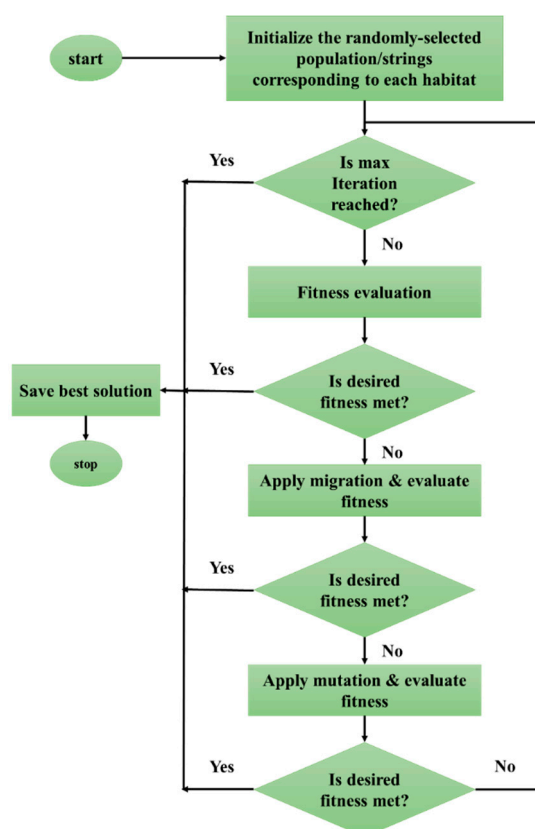 start
Initialize the randomly-selected
population/strings
corresponding to each habitat
Yes
Is max
Iteration
reached?
No
Fitness evaluation
Yes
Save best solution
Is desired
fitness met?
stop
No
Apply migration & evaluate
fitness
Yes
Is desired
fitness met?
No
Apply mutation & evaluate
fitness
Yes
Is desired
fitness met?
No